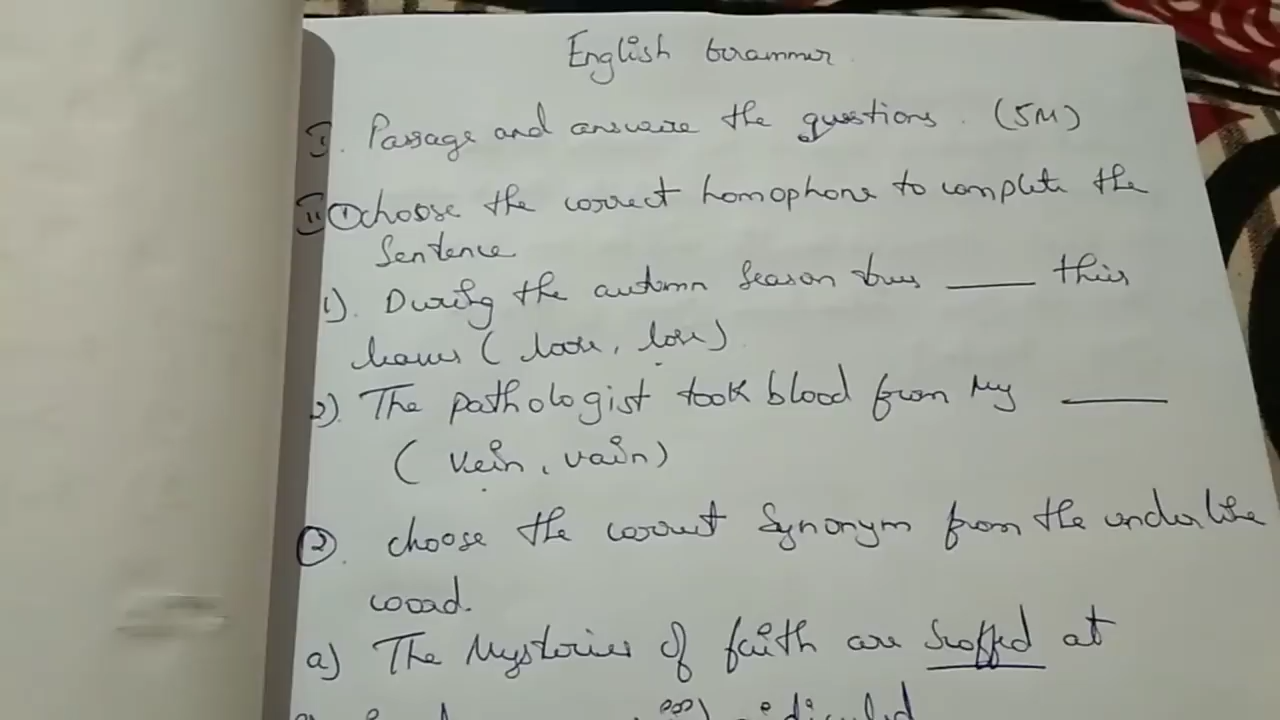 English Grammer
I. Passage and answere the questions. (5M)
II ① choose the correct homophone to complete the
Sentence
1). During the autumn Season trees ____ their
leaves ( loose, lose)
2). The pathologist took blood from My ____
( Vein, vain)
②. choose the correct Synonym from the underline
word.
a) The Mysteries of faith are Scoffed at
ridiculed